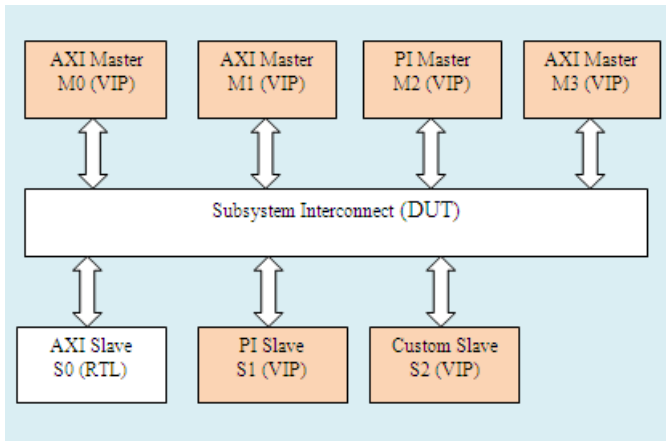 AXI Master
M0 (VIP)
AXI Master
M1 (VIP)
PI Master
M2 (VIP)
AXI Master
M3 (VIP)
Subsystem Interconnect (DUT)
AXI Slave
S0 (RTL)
PI Slave
S1 (VIP)
Custom Slave
S2 (VIP)